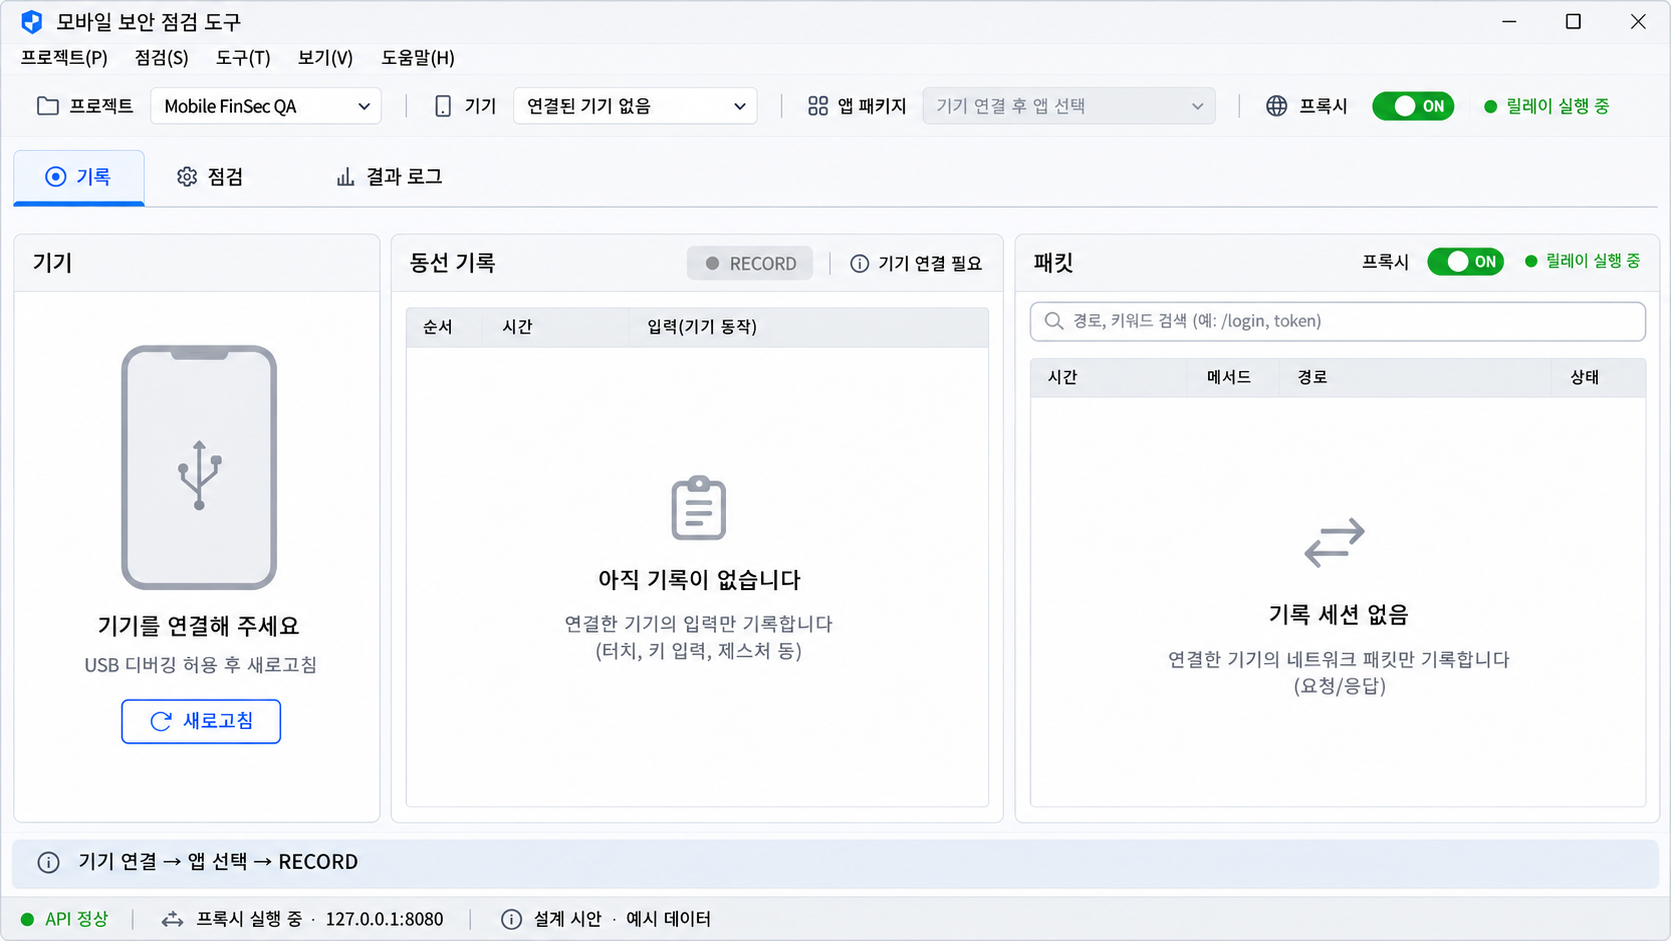 모바일 보안 점검 도구
프로젝트(P) 점검(S) 도구(T) 보기(V) 도움말(H)
프로젝트 Mobile FinSec QA 기기 연결된 기기 없음 앱 패키지 기기 연결 후 앱 선택 프록시 ON 릴레이 실행 중
기록 점검 결과 로그
기기
기기를 연결해 주세요
USB 디버깅 허용 후 새로고침
새로고침
동선 기록 RECORD 기기 연결 필요
순서 시간 입력(기기 동작)
아직 기록이 없습니다
연결한 기기의 입력만 기록합니다
(터치, 키 입력, 제스처 등)
패킷 프록시 ON 릴레이 실행 중
경로, 키워드 검색 (예: /login, token)
시간 메서드 경로 상태
기록 세션 없음
연결한 기기의 네트워크 패킷만 기록합니다
(요청/응답)
기기 연결 → 앱 선택 → RECORD
API 정상 프록시 실행 중 · 127.0.0.1:8080 설계 시안 · 예시 데이터